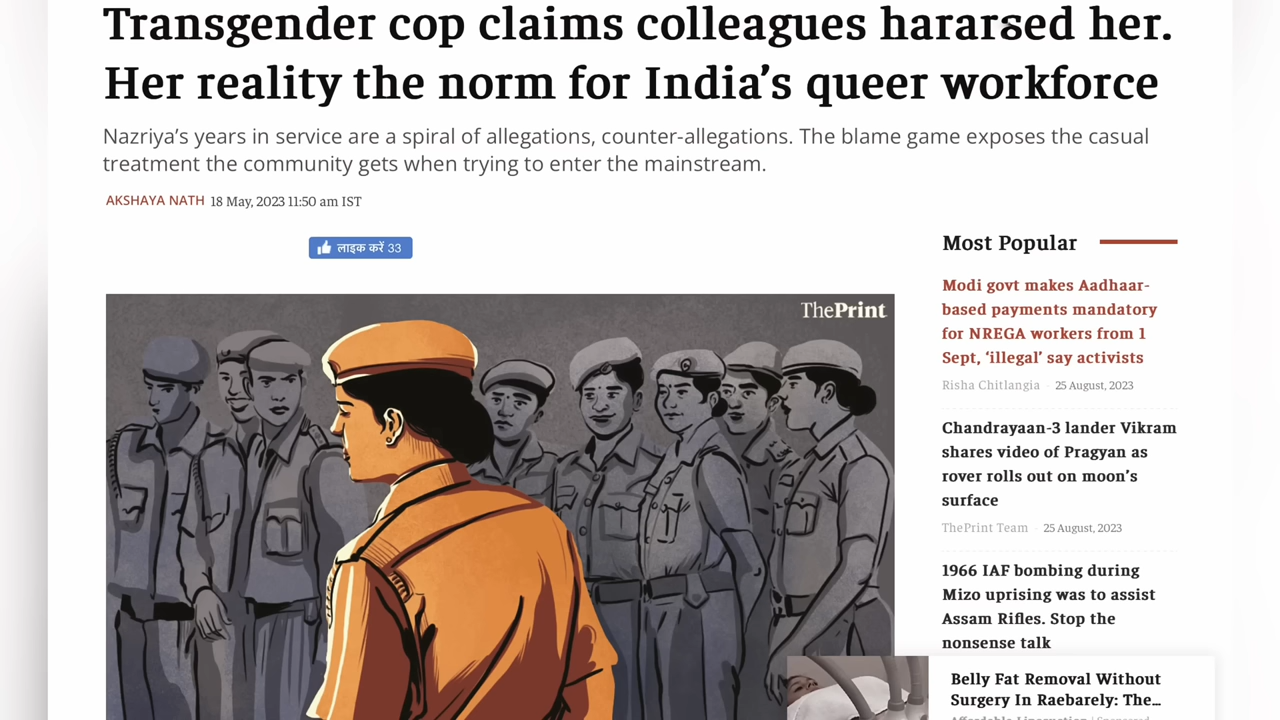 Transgender cop claims colleagues hararsed her.
Her reality the norm for India’s queer workforce
Nazriya’s years in service are a spiral of allegations, counter-allegations. The blame game exposes the casual
treatment the community gets when trying to enter the mainstream.
AKSHAYA NATH 18 May, 2023 11:50 am IST
लाइक करें 33
ThePrint
Most Popular
Modi govt makes Aadhaar-
based payments mandatory
for NREGA workers from 1
Sept, ‘illegal’ say activists
Risha Chitlangia - 25 August, 2023
Chandrayaan-3 lander Vikram
shares video of Pragyan as
rover rolls out on moon’s
surface
ThePrint Team - 25 August, 2023
1966 IAF bombing during
Mizo uprising was to assist
Assam Rifles. Stop the
nonsense talk
Belly Fat Removal Without
Surgery In Raebarely: The...